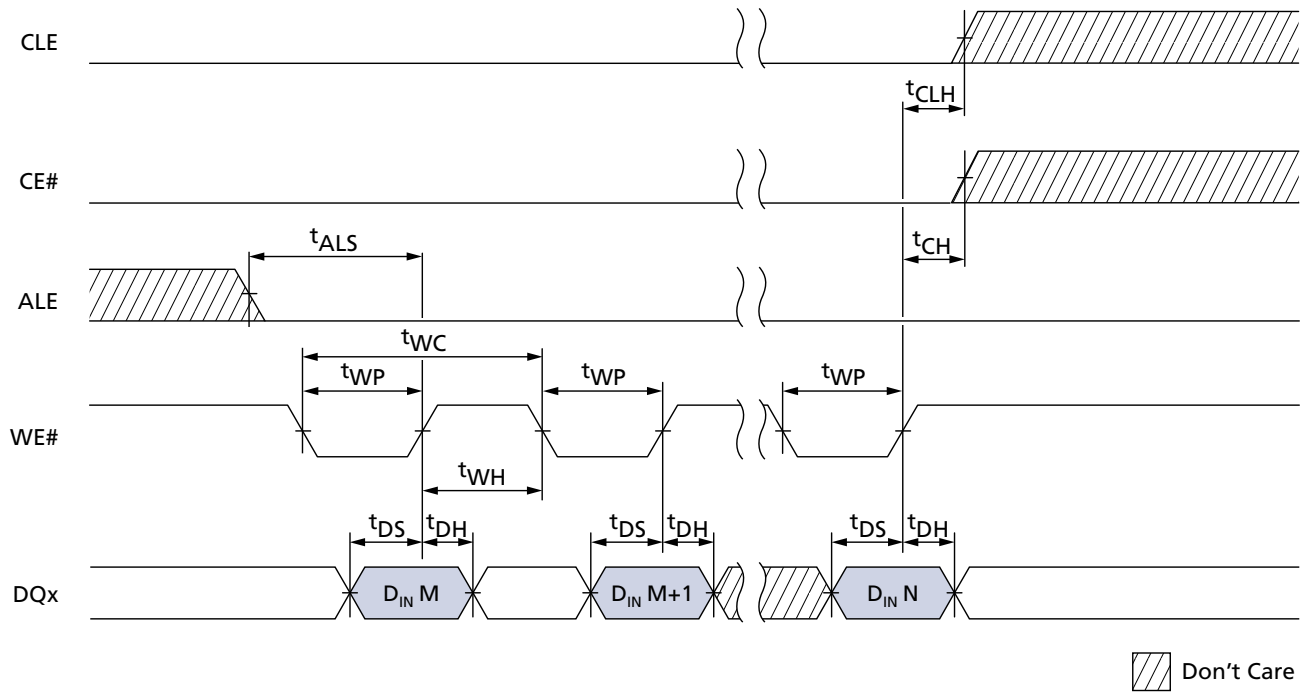 CLE
tCLH
CE#
tCH
tALS
ALE
tWC
tWP tWP tWP
WE#
tWH
tDS tDH tDS tDH tDS tDH
DQx DIN M DIN M+1 DIN N
Don't Care